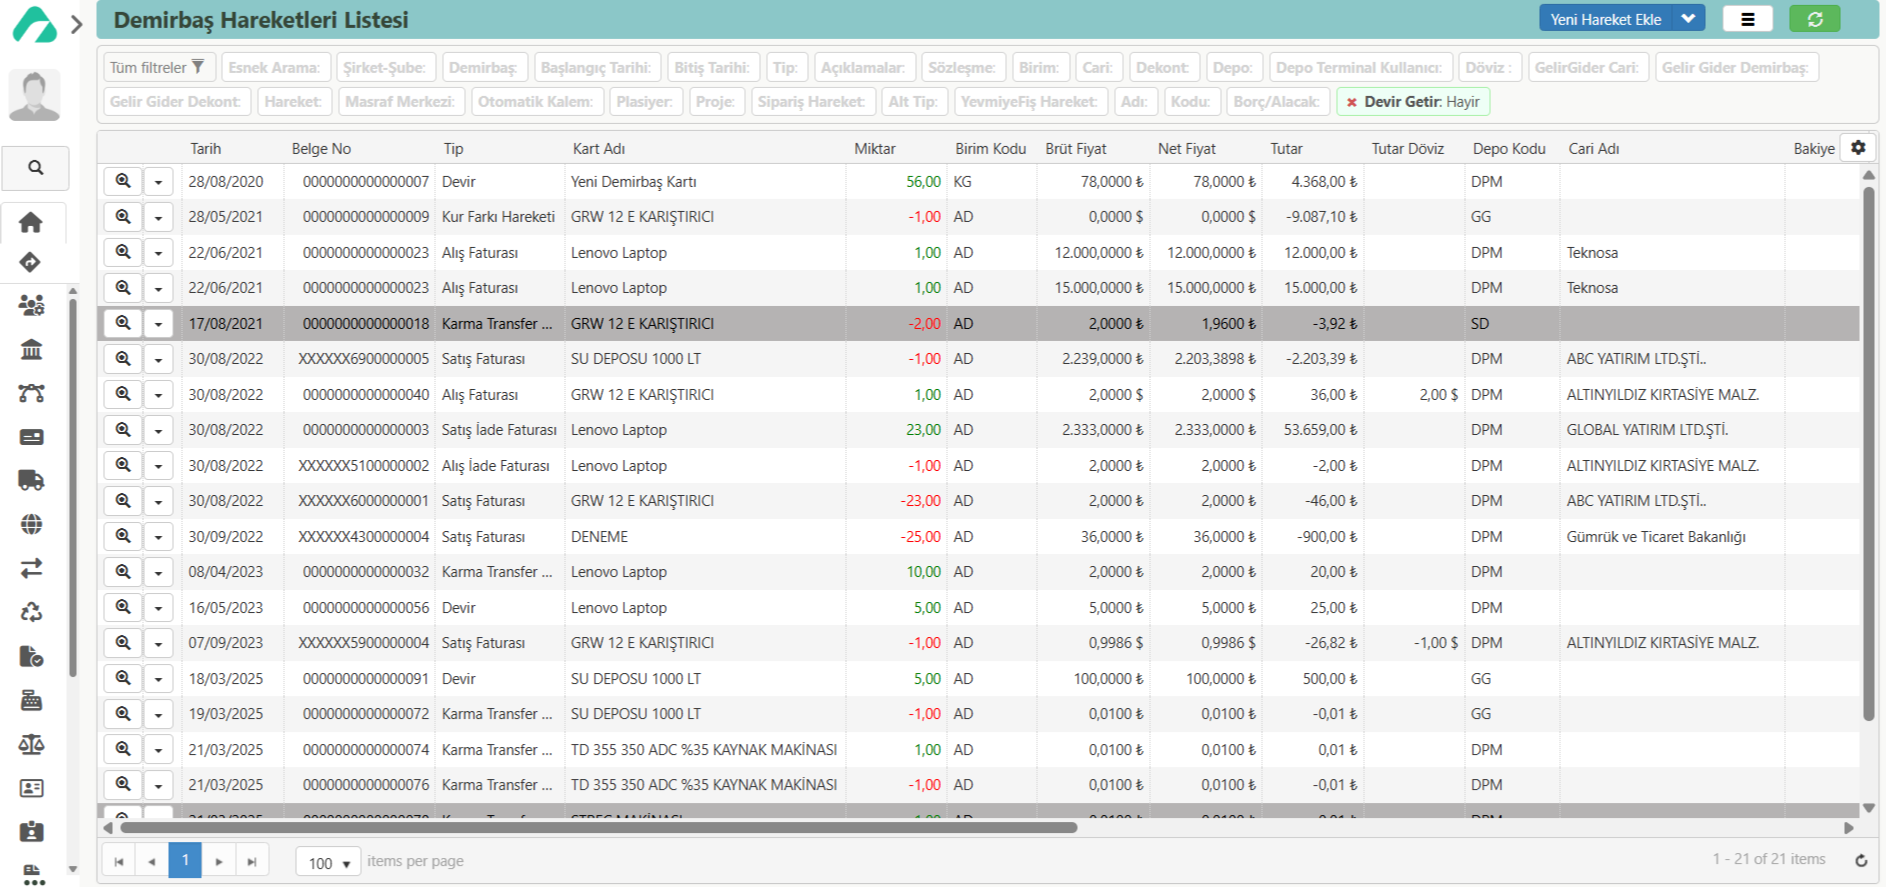 Demirbaş Hareketleri Listesi
Yeni Hareket Ekle
Tüm filtreler Esnek Arama: Şirket-Şube: Demirbaş: Başlangıç Tarihi: Bitiş Tarihi: Tip: Açıklamalar: Sözleşme: Birim: Cari: Dekont: Depo: Depo Terminal Kullanıcı: Döviz : GelirGider Cari: Gelir Gider Demirbaş:
Gelir Gider Dekont: Hareket: Masraf Merkezi: Otomatik Kalem: Plasiyer: Proje: Sipariş Hareket: Alt Tip: YevmiyeFiş Hareket: Adı: Kodu: Borç/Alacak: Devir Getir: Hayir
Tarih Belge No Tip Kart Adı Miktar Birim Kodu Brüt Fiyat Net Fiyat Tutar Tutar Döviz Depo Kodu Cari Adı Bakiye
28/08/2020 0000000000000007 Devir Yeni Demirbaş Kartı 56,00 KG 78,0000 ₺ 78,0000 ₺ 4.368,00 ₺ DPM
28/05/2021 0000000000000009 Kur Farkı Hareketi GRW 12 E KARIŞTIRICI -1,00 AD 0,0000 $ 0,0000 $ -9.087,10 ₺ GG
22/06/2021 0000000000000023 Alış Faturası Lenovo Laptop 1,00 AD 12.000,0000 ₺ 12.000,0000 ₺ 12.000,00 ₺ DPM Teknosa
22/06/2021 0000000000000023 Alış Faturası Lenovo Laptop 1,00 AD 15.000,0000 ₺ 15.000,0000 ₺ 15.000,00 ₺ DPM Teknosa
17/08/2021 0000000000000018 Karma Transfer ... GRW 12 E KARIŞTIRICI -2,00 AD 2,0000 ₺ 1,9600 ₺ -3,92 ₺ SD
30/08/2022 XXXXXX6900000005 Satış Faturası SU DEPOSU 1000 LT -1,00 AD 2.239,0000 ₺ 2.203,3898 ₺ -2.203,39 ₺ DPM ABC YATIRIM LTD.ŞTİ..
30/08/2022 0000000000000040 Alış Faturası GRW 12 E KARIŞTIRICI 1,00 AD 2,0000 $ 2,0000 $ 36,00 ₺ 2,00 $ DPM ALTINYILDIZ KIRTASİYE MALZ.
30/08/2022 0000000000000003 Satış İade Faturası Lenovo Laptop 23,00 AD 2.333,0000 ₺ 2.333,0000 ₺ 53.659,00 ₺ DPM GLOBAL YATIRIM LTD.ŞTİ.
30/08/2022 XXXXXX5100000002 Alış İade Faturası Lenovo Laptop -1,00 AD 2,0000 ₺ 2,0000 ₺ -2,00 ₺ DPM ALTINYILDIZ KIRTASİYE MALZ.
30/08/2022 XXXXXX6000000001 Satış Faturası GRW 12 E KARIŞTIRICI -23,00 AD 2,0000 ₺ 2,0000 ₺ -46,00 ₺ DPM ABC YATIRIM LTD.ŞTİ..
30/09/2022 XXXXXX4300000004 Satış Faturası DENEME -25,00 AD 36,0000 ₺ 36,0000 ₺ -900,00 ₺ DPM Gümrük ve Ticaret Bakanlığı
08/04/2023 0000000000000032 Karma Transfer ... Lenovo Laptop 10,00 AD 2,0000 ₺ 2,0000 ₺ 20,00 ₺ DPM
16/05/2023 0000000000000056 Devir Lenovo Laptop 5,00 AD 5,0000 ₺ 5,0000 ₺ 25,00 ₺ DPM
07/09/2023 XXXXXX5900000004 Satış Faturası GRW 12 E KARIŞTIRICI -1,00 AD 0,9986 $ 0,9986 $ -26,82 ₺ -1,00 $ DPM ALTINYILDIZ KIRTASİYE MALZ.
18/03/2025 0000000000000091 Devir SU DEPOSU 1000 LT 5,00 AD 100,0000 ₺ 100,0000 ₺ 500,00 ₺ GG
19/03/2025 0000000000000072 Karma Transfer ... SU DEPOSU 1000 LT -1,00 AD 0,0100 ₺ 0,0100 ₺ -0,01 ₺ GG
21/03/2025 0000000000000074 Karma Transfer ... TD 355 350 ADC %35 KAYNAK MAKİNASI 1,00 AD 0,0100 ₺ 0,0100 ₺ 0,01 ₺ DPM
21/03/2025 0000000000000076 Karma Transfer ... TD 355 350 ADC %35 KAYNAK MAKİNASI -1,00 AD 0,0100 ₺ 0,0100 ₺ -0,01 ₺ DPM
1 100 items per page 1 - 21 of 21 items